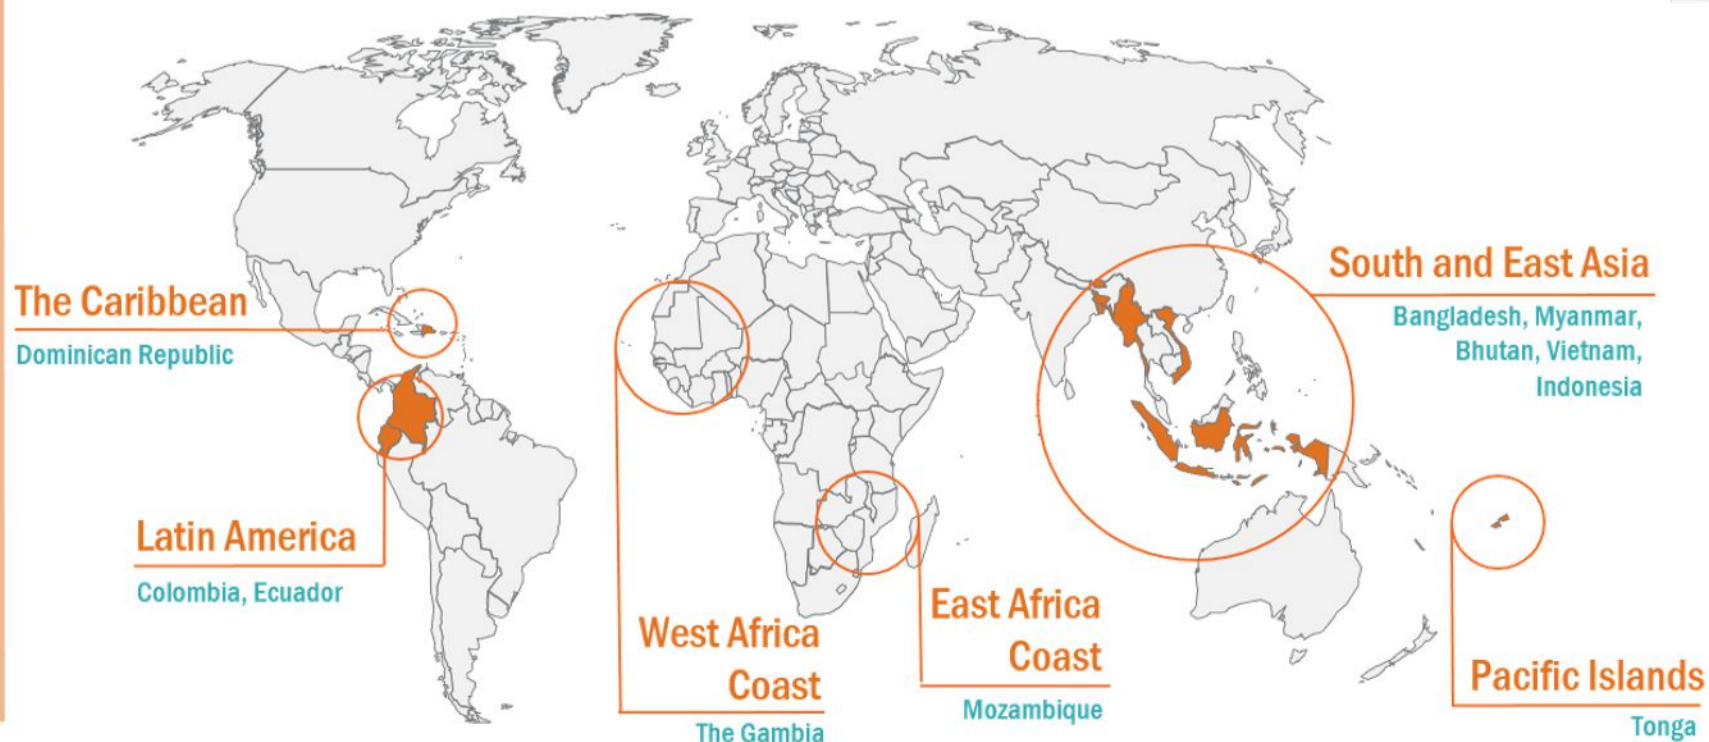 The Caribbean
Dominican Republic
Latin America
Colombia, Ecuador
West Africa
Coast
The Gambia
East Africa
Coast
Mozambique
South and East Asia
Bangladesh, Myanmar,
Bhutan, Vietnam,
Indonesia
Pacific Islands
Tonga